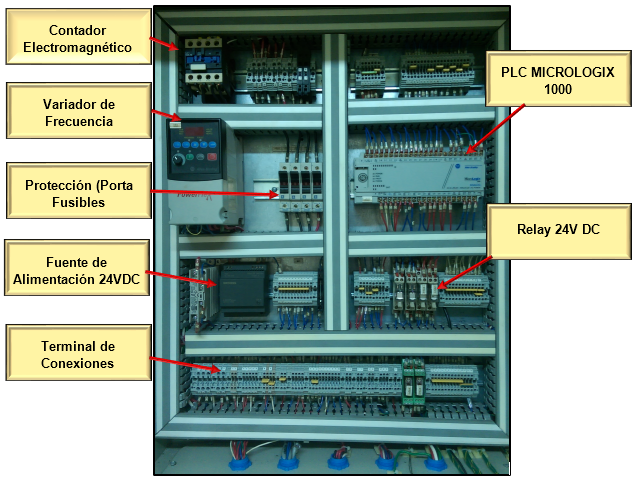 Contador
Electromagnético
Variador de
Frecuencia
Protección (Porta
Fusibles
Fuente de
Alimentación 24VDC
Terminal de
Conexiones
PLC MICROLOGIX
1000
Relay 24V DC